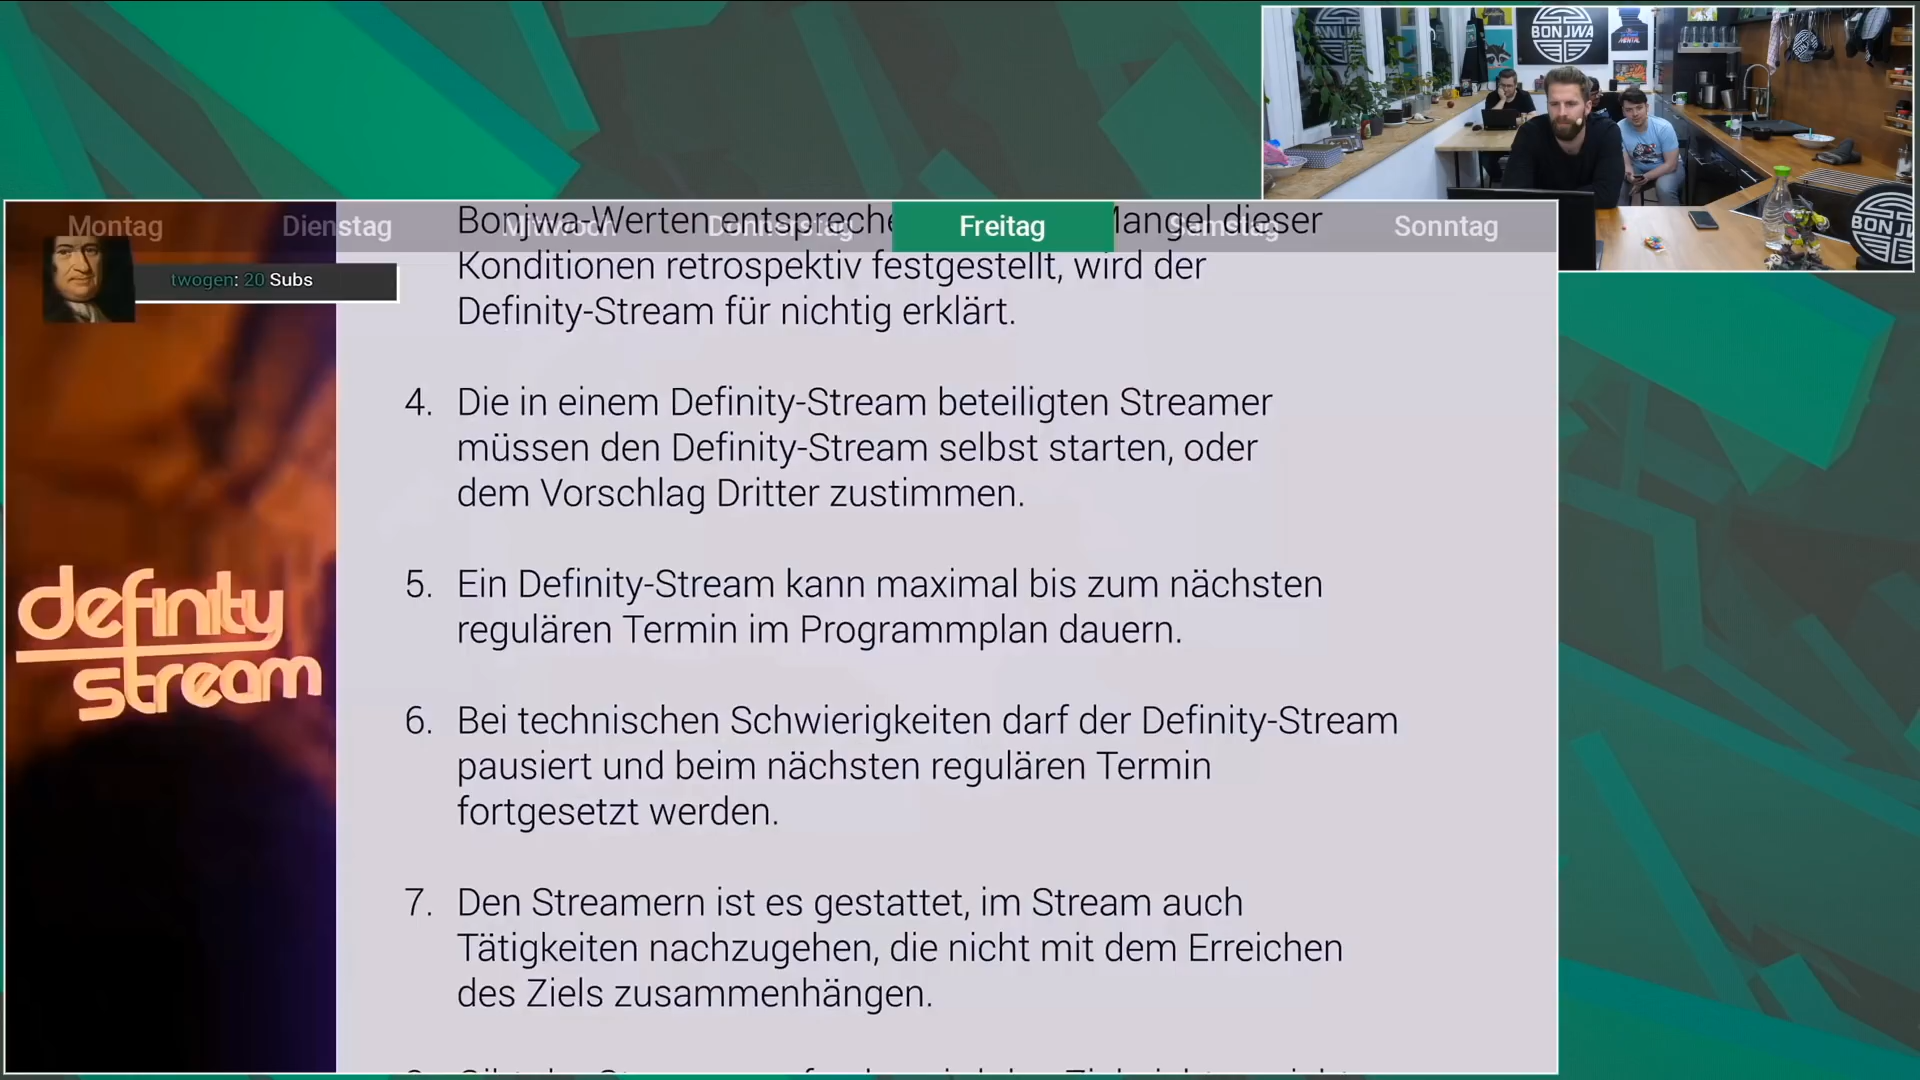 BONJWA
Montag Dienstag Mittwoch Donnerstag Freitag Samstag Sonntag
twogen: 20 Subs
definity
stream
Bonjwa-Werten entspreche Mangel dieser
Konditionen retrospektiv festgestellt, wird der
Definity-Stream für nichtig erklärt.
4. Die in einem Definity-Stream beteiligten Streamer
müssen den Definity-Stream selbst starten, oder
dem Vorschlag Dritter zustimmen.
5. Ein Definity-Stream kann maximal bis zum nächsten
regulären Termin im Programmplan dauern.
6. Bei technischen Schwierigkeiten darf der Definity-Stream
pausiert und beim nächsten regulären Termin
fortgesetzt werden.
7. Den Streamern ist es gestattet, im Stream auch
Tätigkeiten nachzugehen, die nicht mit dem Erreichen
des Ziels zusammenhängen.